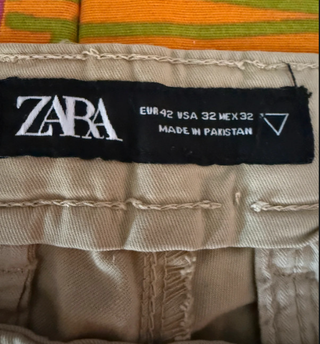 ZARA
EUR 42 USA 32 MEX 32
MADE IN PAKISTAN